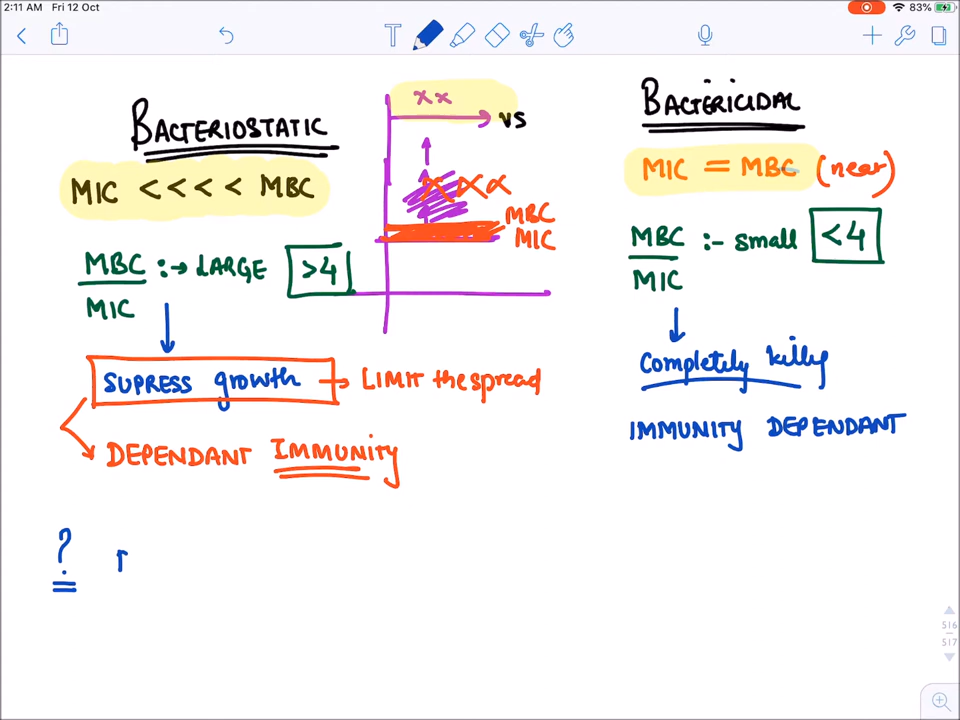 2:11 AM Fri 12 Oct
83%
T
BACTERIOSTATIC
MIC < < < < MBC
MBC :→ LARGE >4
MIC
SUPRESS growth → LIMIT the spread
DEPENDANT IMMUNITY
?
xx
VS
MBC
MIC
BACTERICIDAL
MIC = MBC (near)
MBC :- small <4
MIC
Completely
IMMUNITY DEPENDANT
516
517